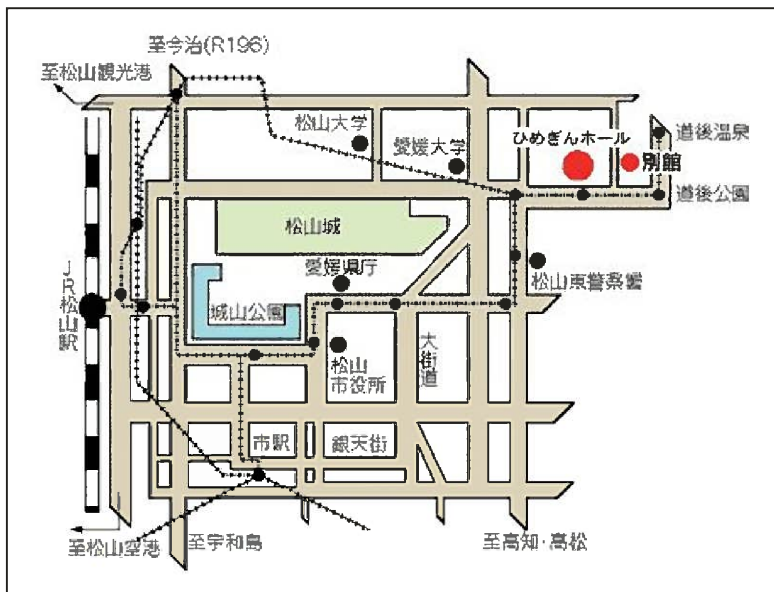 至今治(R196)
至松山観光港
松山大学
愛媛大学
ひめぎんホール
別館
道後温泉
道後公園
松山城
愛媛県庁
松山東警察署
JR松山駅
城山公園
松山
市役所
大街道
市駅
銀天街
至松山空港
至宇和島
至高知・高松